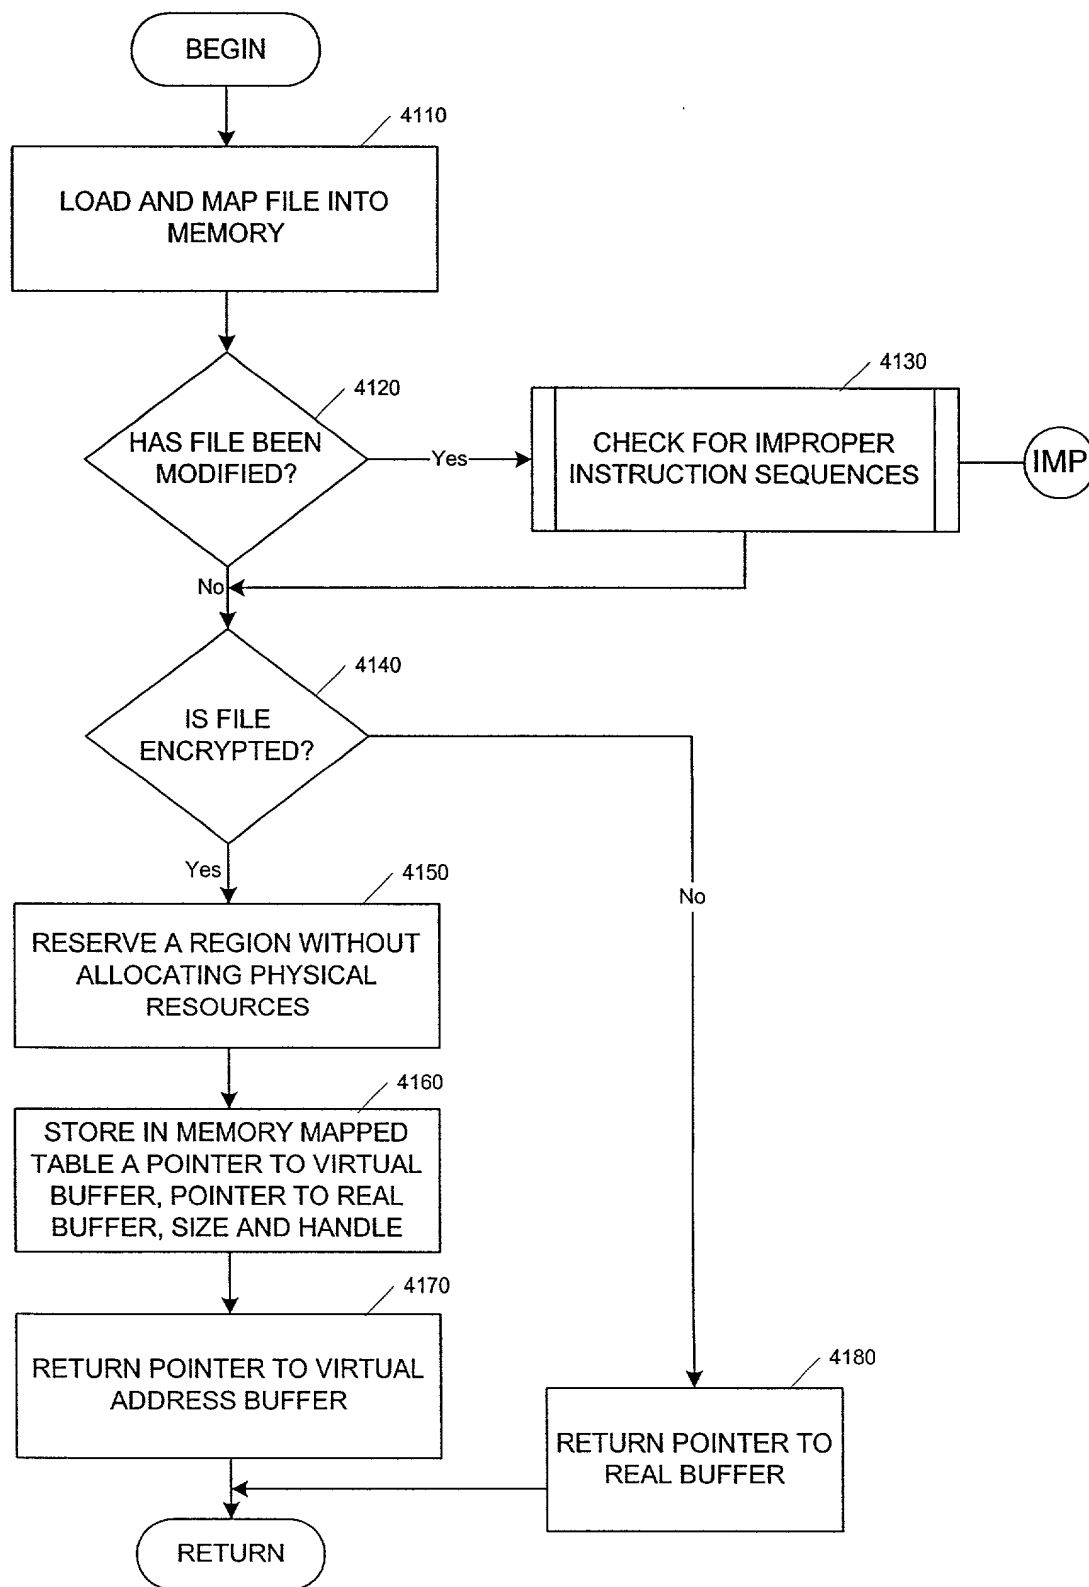 BEGIN
4110
LOAD AND MAP FILE INTO
MEMORY
4120
HAS FILE BEEN
MODIFIED?
Yes
4130
CHECK FOR IMPROPER
INSTRUCTION SEQUENCES
IMP
No
4140
IS FILE
ENCRYPTED?
Yes
No
4150
RESERVE A REGION WITHOUT
ALLOCATING PHYSICAL
RESOURCES
4160
STORE IN MEMORY MAPPED
TABLE A POINTER TO VIRTUAL
BUFFER, POINTER TO REAL
BUFFER, SIZE AND HANDLE
4170
RETURN POINTER TO VIRTUAL
ADDRESS BUFFER
4180
RETURN POINTER TO
REAL BUFFER
RETURN